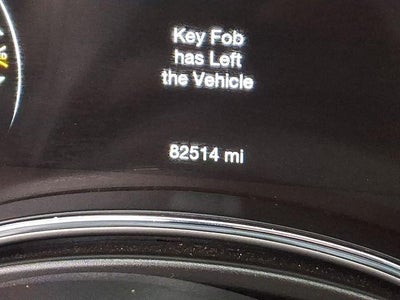 Key Fob
has Left
the Vehicle
82514 mi